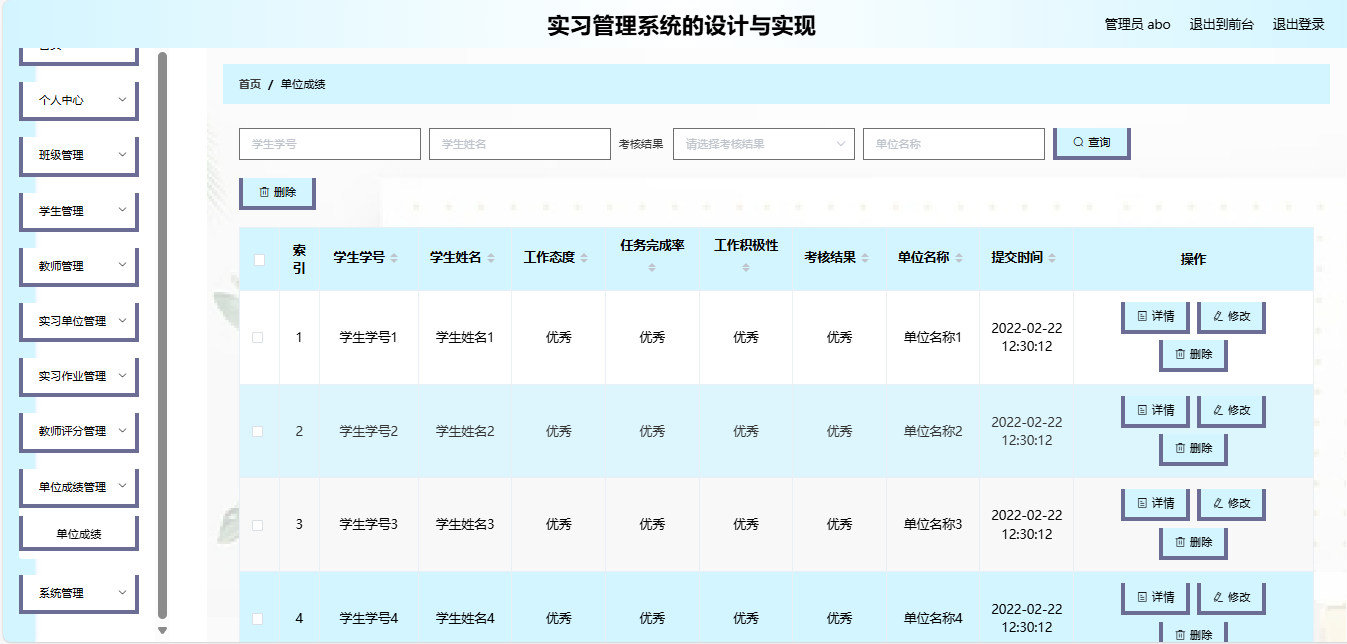 实习管理系统的设计与实现
管理员 abo 退出到前台 退出登录
个人中心
班级管理
学生管理
教师管理
实习单位管理
实习作业管理
教师评分管理
单位成绩管理
单位成绩
系统管理
首页 / 单位成绩
学生学号 学生姓名 考核结果 请选择考核结果 单位名称 查询
删除
索引 学生学号 学生姓名 工作态度 任务完成率 工作积极性 考核结果 单位名称 提交时间 操作
1 学生学号1 学生姓名1 优秀 优秀 优秀 优秀 单位名称1 2022-02-22 12:30:12 详情 修改
删除
2 学生学号2 学生姓名2 优秀 优秀 优秀 优秀 单位名称2 2022-02-22 12:30:12 详情 修改
删除
3 学生学号3 学生姓名3 优秀 优秀 优秀 优秀 单位名称3 2022-02-22 12:30:12 详情 修改
删除
4 学生学号4 学生姓名4 优秀 优秀 优秀 优秀 单位名称4 2022-02-22 12:30:12 详情 修改
删除